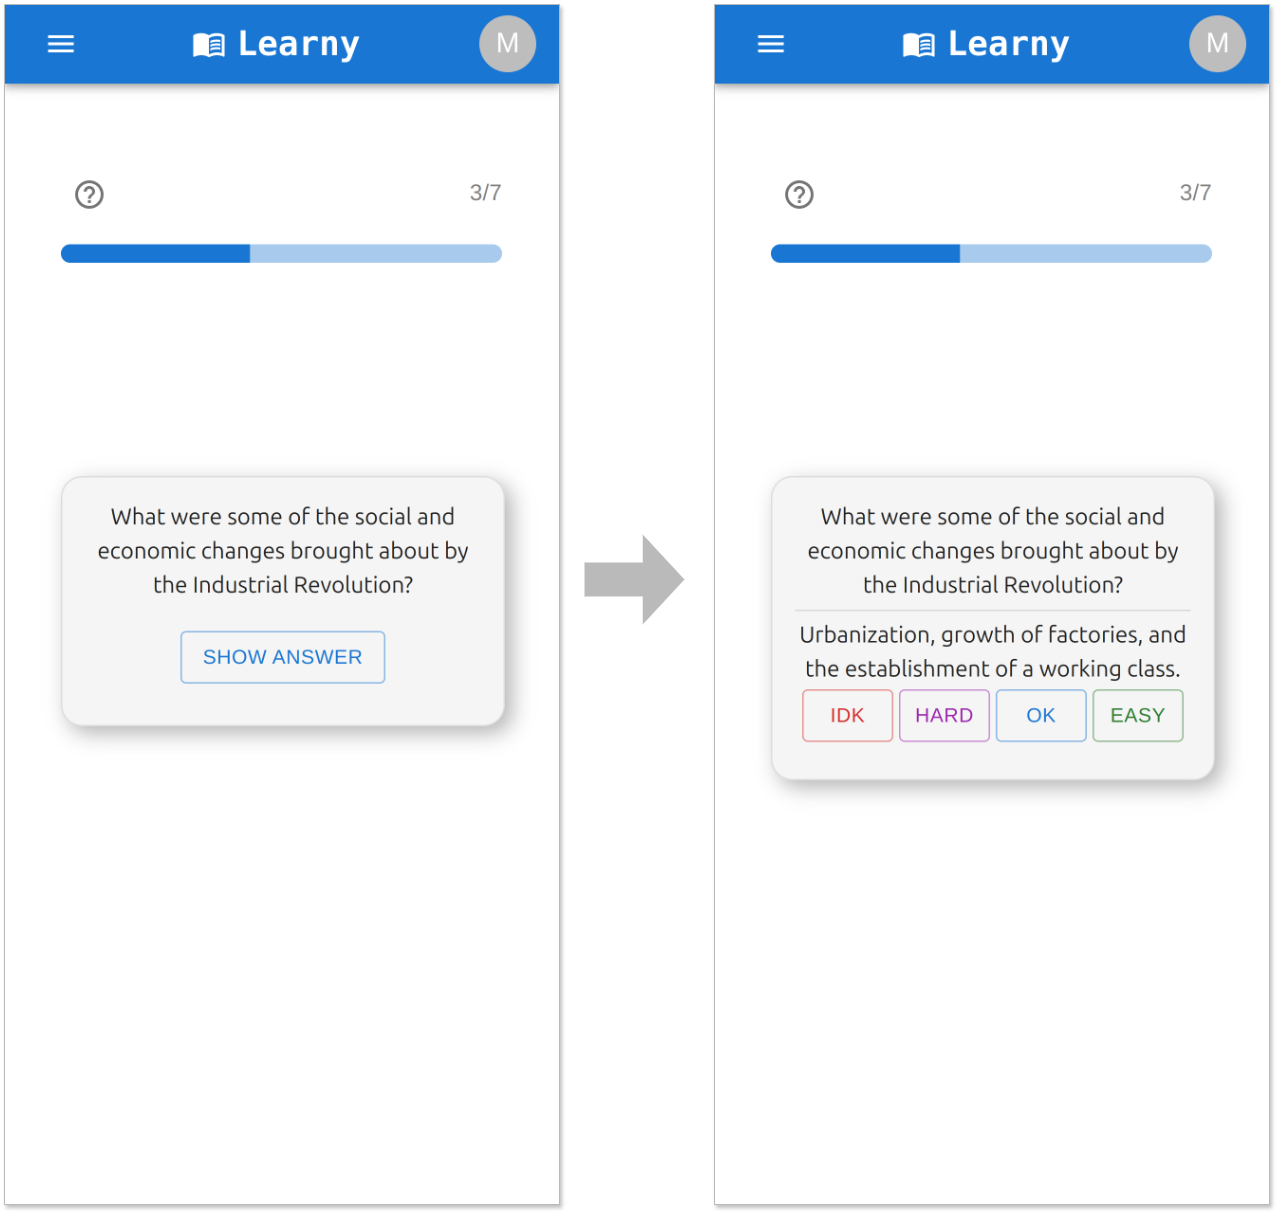 Learny
M
3/7
What were some of the social and
economic changes brought about by
the Industrial Revolution?
SHOW ANSWER
Learny
M
3/7
What were some of the social and
economic changes brought about by
the Industrial Revolution?
Urbanization, growth of factories, and
the establishment of a working class.
IDK HARD OK EASY